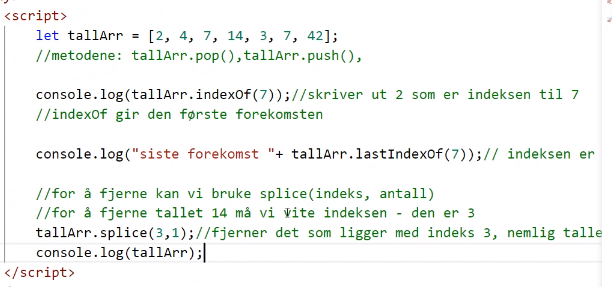 <script>
let tallArr = [2, 4, 7, 14, 3, 7, 42];
//metodene: tallArr.pop(),tallArr.push(),
console.log(tallArr.indexOf(7));//skriver ut 2 som er indeksen til 7
//indexOf gir den første forekomsten
console.log("siste forekomst "+ tallArr.lastIndexOf(7));// indeksen er
//for å fjerne kan vi bruke splice(indeks, antall)
//for å fjerne tallet 14 må vi vite indeksen - den er 3
tallArr.splice(3,1);//fjerner det som ligger med indeks 3, nemlig talle
console.log(tallArr);
</script>